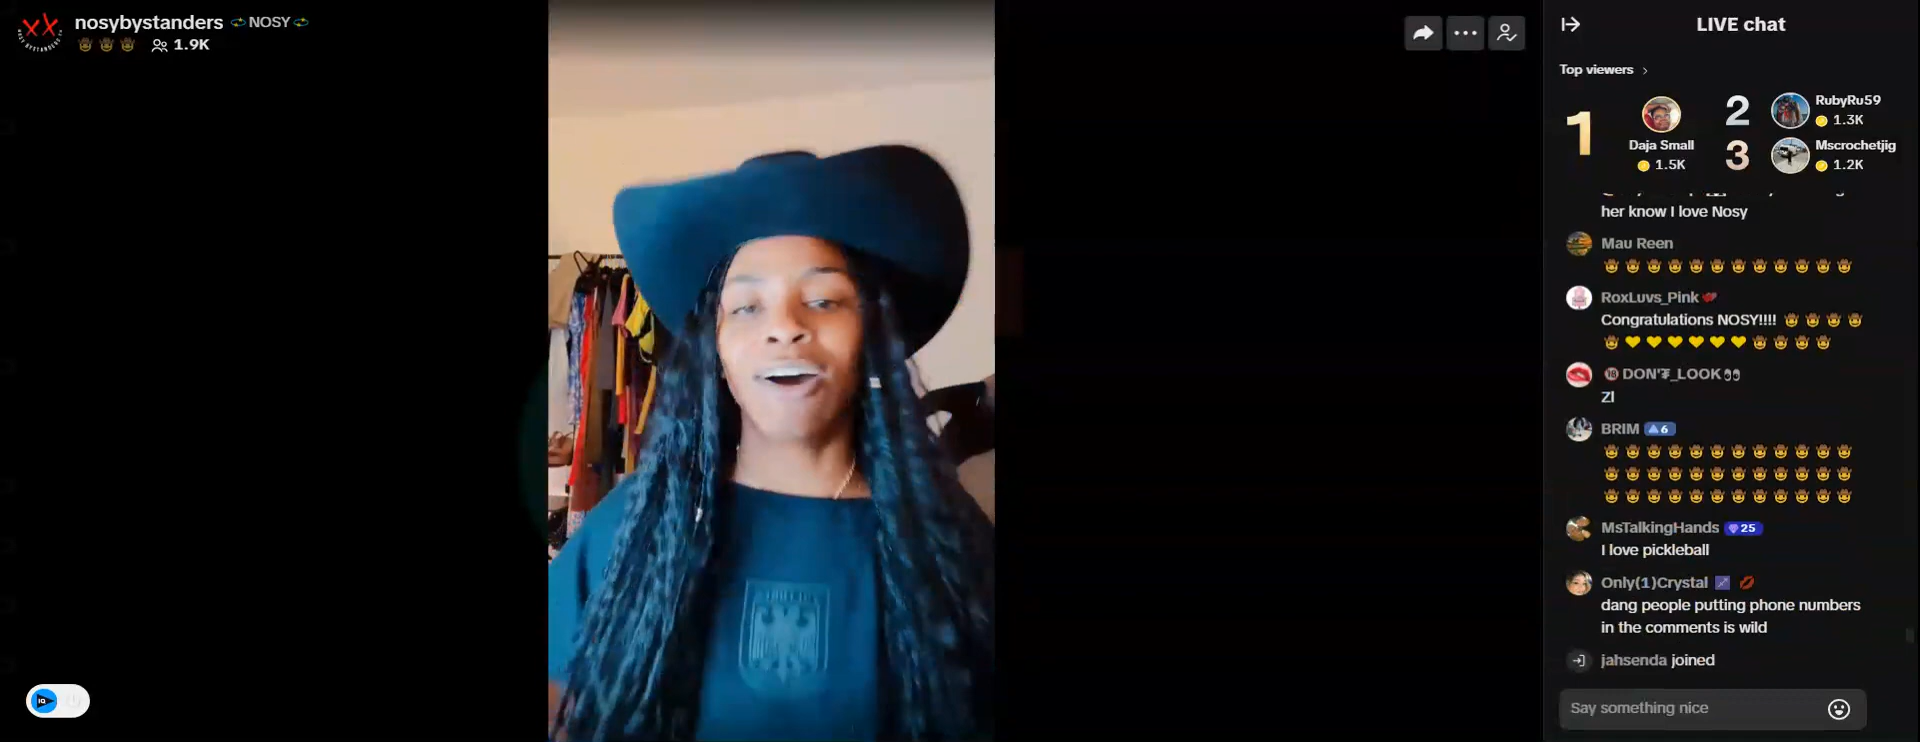 nosybystanders NOSY
1.9K
LIVE chat
Top viewers
1
Daja Small
1.5K
2
RubyRu59
1.3K
3
Mscrochetjig
1.2K
her know I love Nosy
Mau Reen
RoxLuvs_Pink
Congratulations NOSY!!!!
DON'₮_LOOK
ZI
BRIM 6
MsTalkingHands 25
I love pickleball
Only(1)Crystal
dang people putting phone numbers
in the comments is wild
jahsenda joined
Say something nice